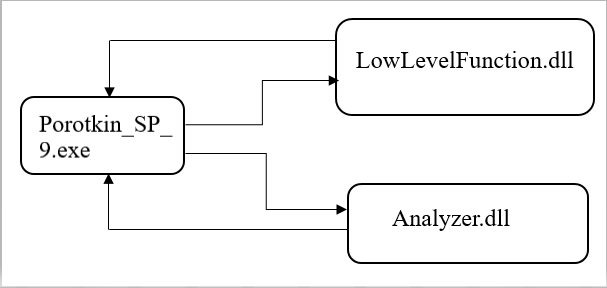 LowLevelFunction.dll
Porotkin_SP_
9.exe
Analyzer.dll